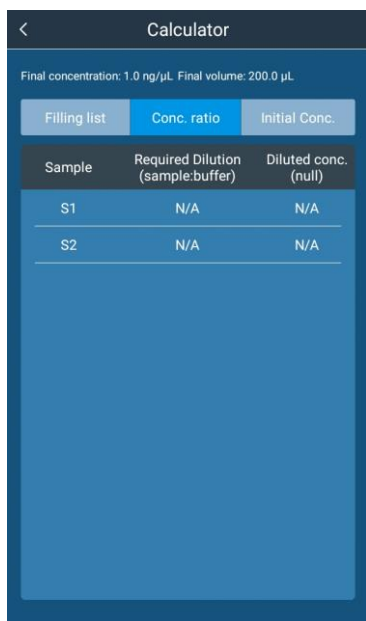 Calculator
Final concentration: 1.0 ng/µL Final volume: 200.0 µL
Filling list Conc. ratio Initial Conc.
Sample Required Dilution (sample:buffer) Diluted conc. (null)
S1 N/A N/A
S2 N/A N/A